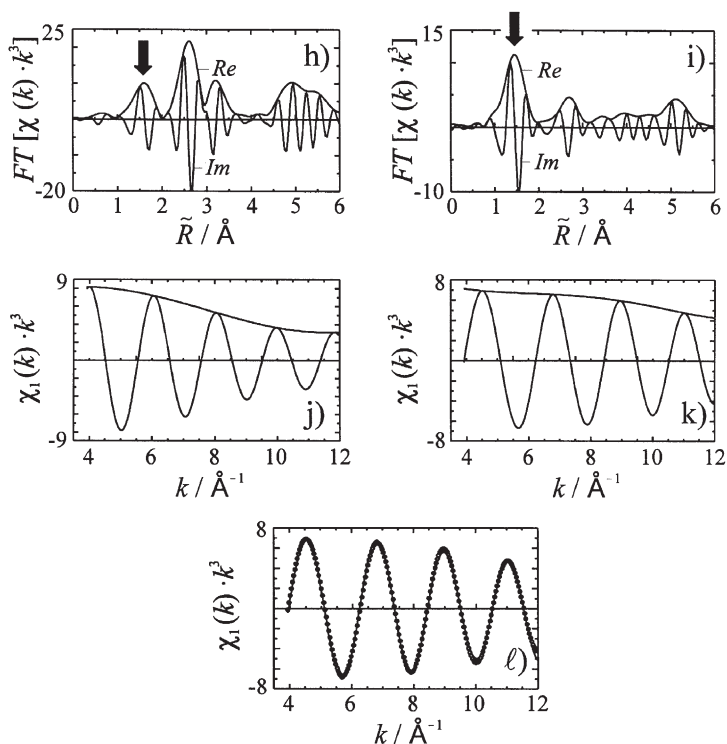 25
h)
Re
Im
-20
FT [χ(k)·k³]
0 1 2 3 4 5 6
R̃ / Å
15
i)
Re
Im
-10
FT [χ(k)·k³]
0 1 2 3 4 5 6
R̃ / Å
9
j)
-9
χ₁(k)·k³
4 6 8 10 12
k / Å⁻¹
8
k)
-8
χ₁(k)·k³
4 6 8 10 12
k / Å⁻¹
8
ℓ)
-8
χ₁(k)·k³
4 6 8 10 12
k / Å⁻¹